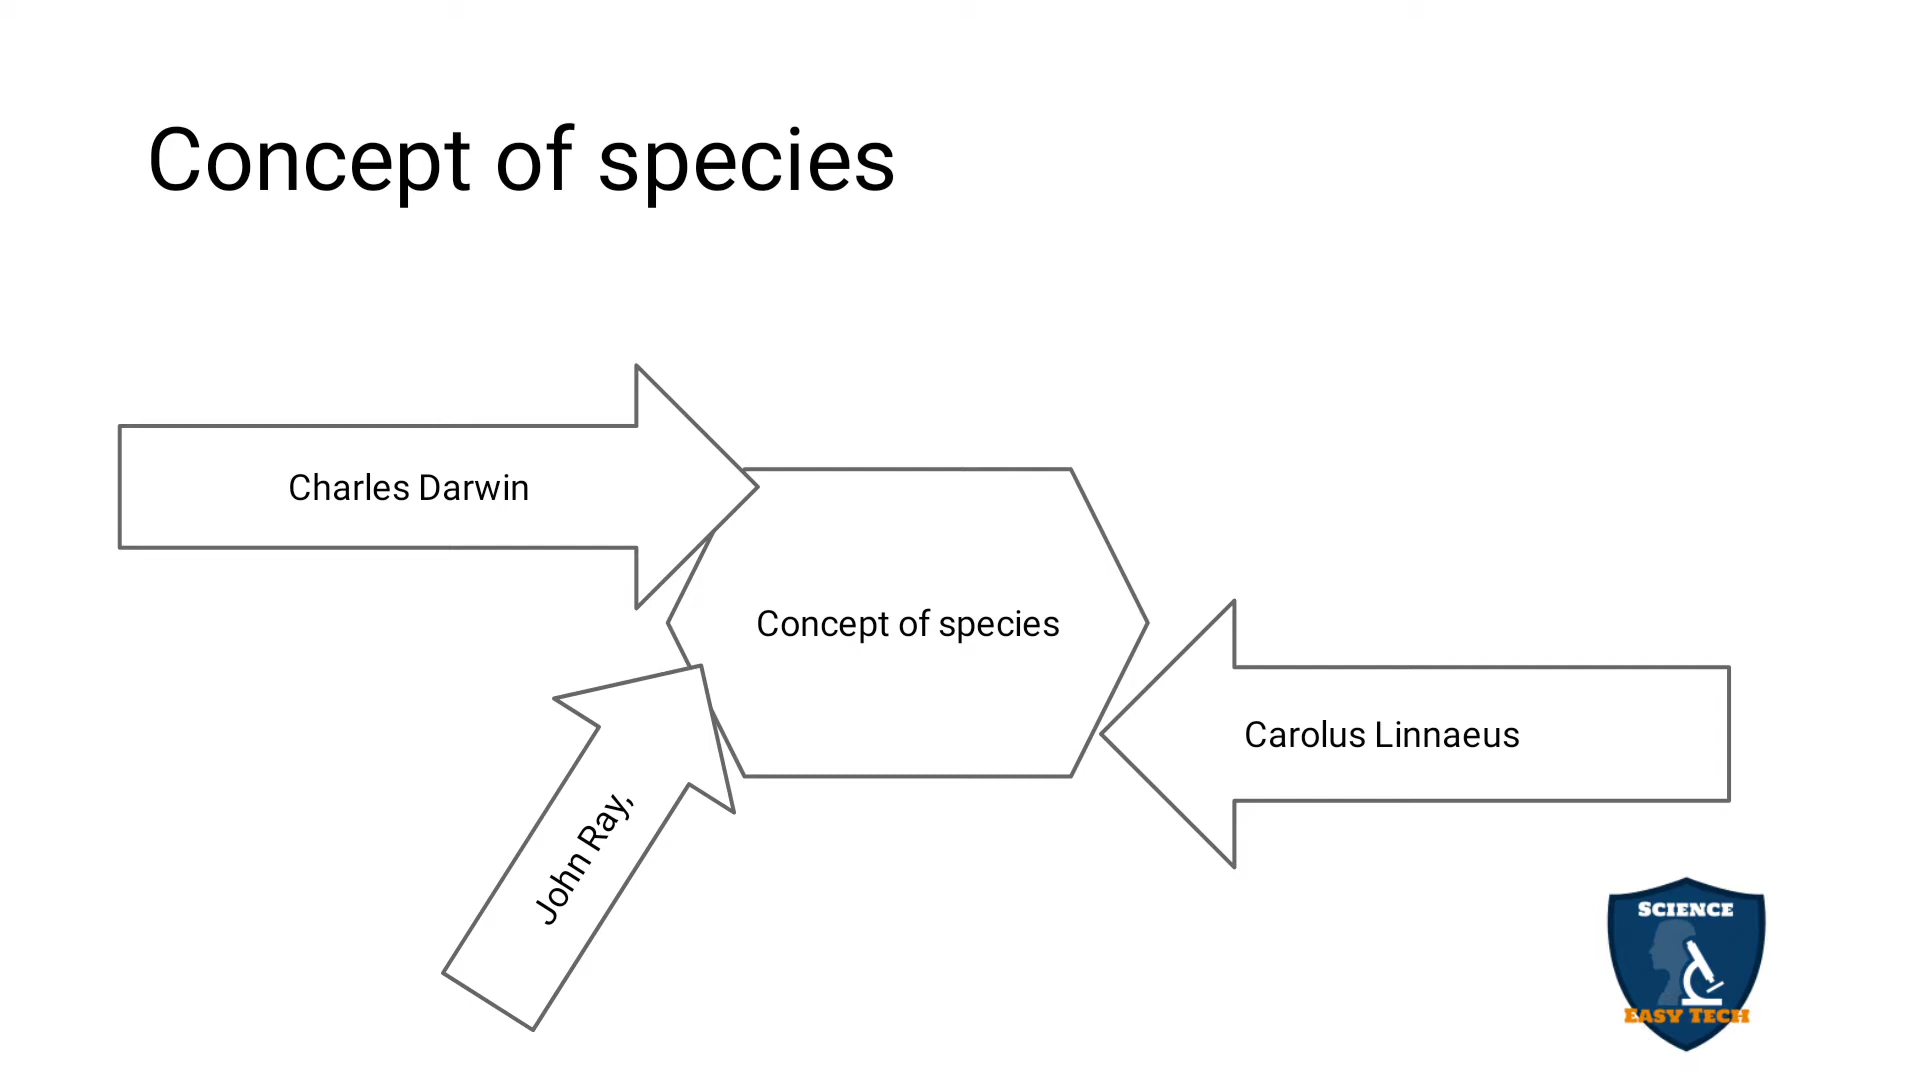 Concept of species
Charles Darwin
Concept of species
Carolus Linnaeus
John Ray,
SCIENCE
EASY TECH